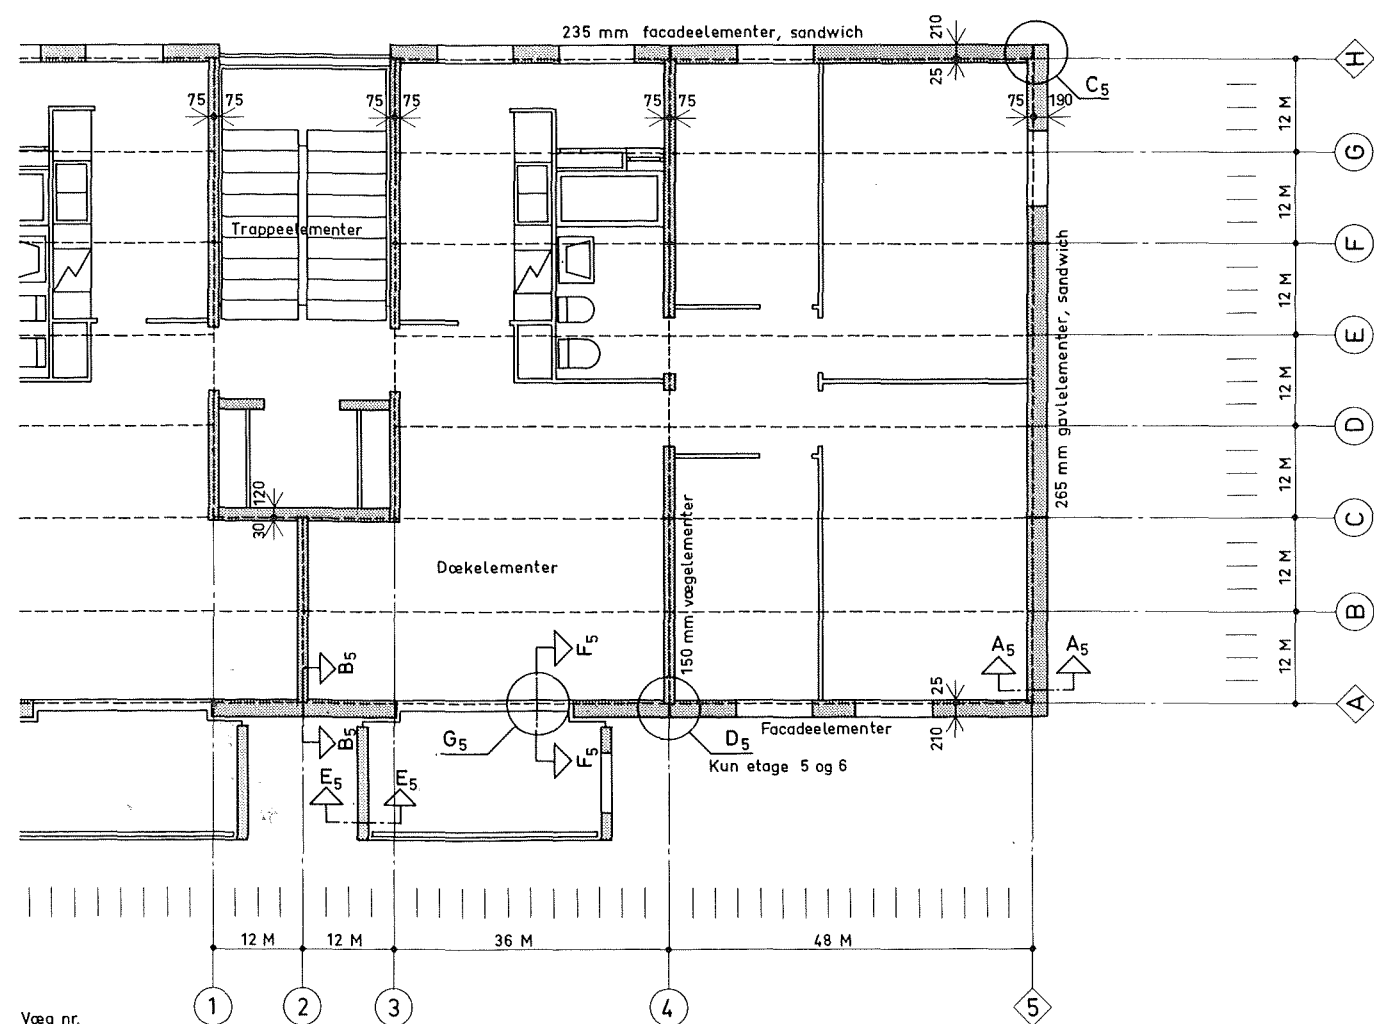 235 mm facadeelementer, sandwich
210
25
C5
H
75 75
75 75
75 75
75 190
12 M
G
12 M
Trappeelementer
F
12 M
265 mm gavlelementer, sandwich
E
12 M
D
12 M
120
30
C
150 mm vægelementer
Dækelementer
12 M
B
F5
B5
A5
A5
12 M
25
A
B5
G5
F5
D5
Facadeelementer
210
Kun etage 5 og 6
E5
E5
12 M
12 M
36 M
48 M
1
2
3
4
5
Væg nr.